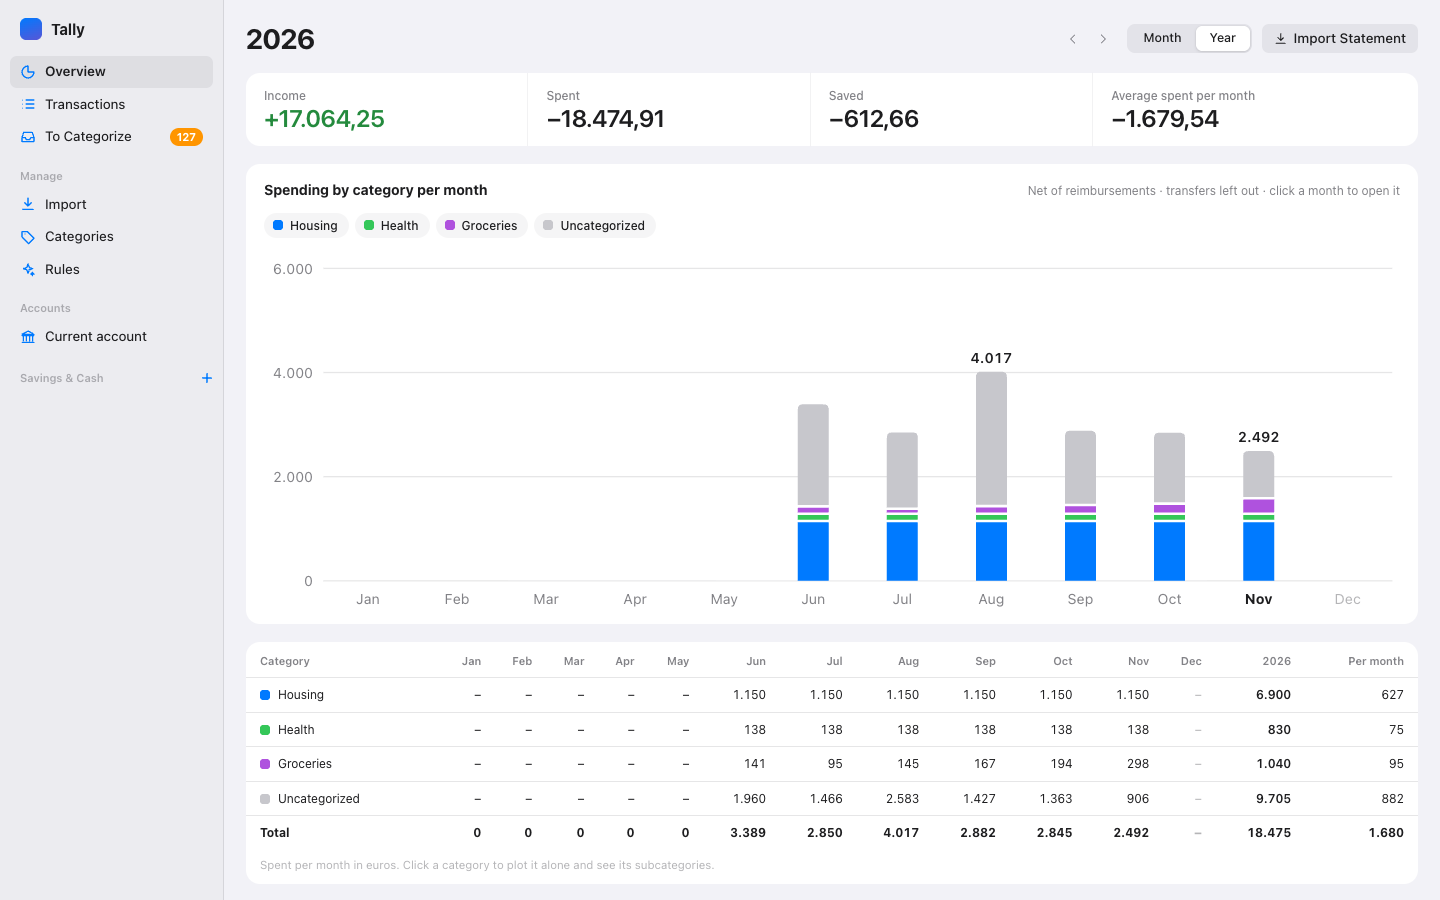 Tally
Overview
Transactions
To Categorize 127
Manage
Import
Categories
Rules
Accounts
Current account
Savings & Cash +
2026
Month Year Import Statement
Income
+17.064,25
Spent
−18.474,91
Saved
−612,66
Average spent per month
−1.679,54
Spending by category per month
Net of reimbursements · transfers left out · click a month to open it
Housing Health Groceries Uncategorized
6.000
4.000
2.000
0
4.017
2.492
Jan Feb Mar Apr May Jun Jul Aug Sep Oct Nov Dec
Category Jan Feb Mar Apr May Jun Jul Aug Sep Oct Nov Dec 2026 Per month
Housing – – – – – 1.150 1.150 1.150 1.150 1.150 1.150 – 6.900 627
Health – – – – – 138 138 138 138 138 138 – 830 75
Groceries – – – – – 141 95 145 167 194 298 – 1.040 95
Uncategorized – – – – – 1.960 1.466 2.583 1.427 1.363 906 – 9.705 882
Total 0 0 0 0 0 3.389 2.850 4.017 2.882 2.845 2.492 – 18.475 1.680
Spent per month in euros. Click a category to plot it alone and see its subcategories.